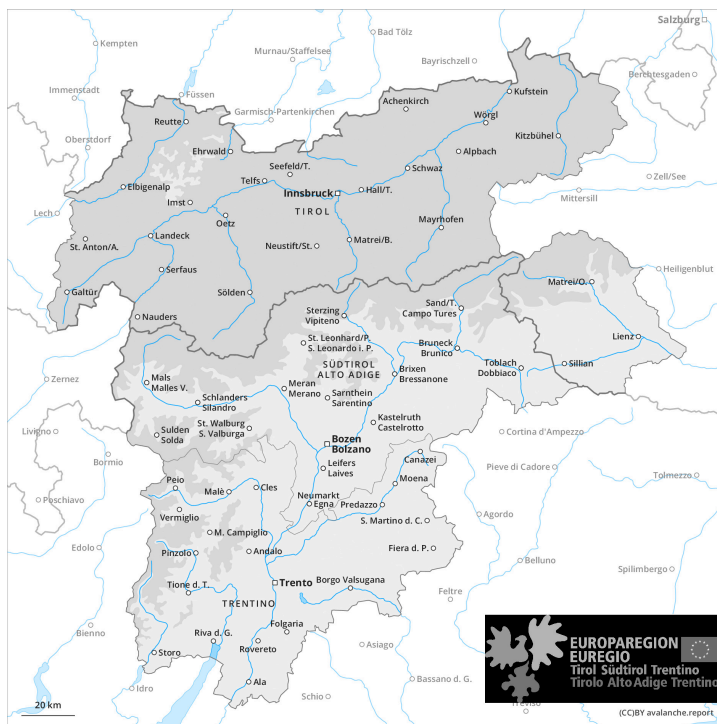 Salzburg
Kempten
Bad Tölz
Murnau/Staffelsee
Bayrischzell
Berchtesgaden
Immenstadt
Füssen
Garmisch-Partenkirchen
Achenkirch
Kufstein
Reutte
Wörgl
Oberstdorf
Ehrwald
Kitzbühel
Alpbach
Seefeld/T.
Schwaz
Zell/See
Telfs
Elbigenalp
Innsbruck
Hall/T.
Mittersill
Imst
TIROL
Lech
Oetz
Mayrhofen
Landeck
St. Anton/A.
Neustift/St.
Matrei/B.
Serfaus
Heiligenblut
Galtür
Sölden
Matrei/O.
Nauders
Sterzing
Vipiteno
Sand/T.
Campo Tures
St. Leonhard/P.
S. Leonardo i. P.
Lienz
Bruneck
Brunico
SÜDTIROL
ALTO ADIGE
Toblach
Dobbiaco
Sillian
Brixen
Bressanone
Zernez
Mals
Malles V.
Meran
Merano
Sarnthein
Sarentino
Schlanders
Silandro
Kastelruth
Castelrotto
St. Walburg
S. Valburga
Livigno
Sulden
Solda
Bozen
Bolzano
Cortina d'Ampezzo
Bormio
Canazei
Leifers
Laives
Pieve di Cadore
Tolmezzo
Peio
Moena
Malè
Cles
Neumarkt
Egna
Predazzo
Poschiavo
Vermiglio
Agordo
S. Martino d. C.
M. Campiglio
Edolo
Pinzolo
Andalo
Fiera d. P.
Belluno
Spilimbergo
Tione d. T.
Trento
Borgo Valsugana
Feltre
TRENTINO
Bienno
Riva d. G.
Folgaria
Rovereto
Asiago
Storo
Bassano d. G.
Ala
Idro
Schio
Treviso
EUROPAREGION
EUREGIO
Tirol Südtirol Trentino
Tirolo Alto Adige Trentino
20 km
(CC)BY avalanche.report